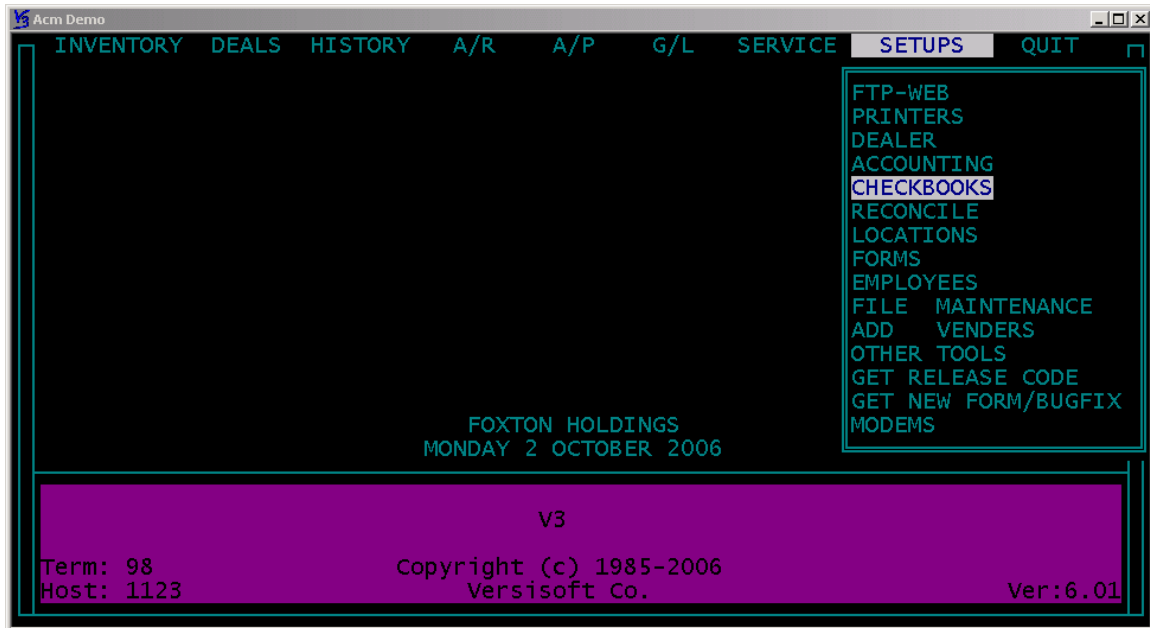 V3 Acm Demo
INVENTORY DEALS HISTORY A/R A/P G/L SERVICE SETUPS QUIT
FTP-WEB
PRINTERS
DEALER
ACCOUNTING
CHECKBOOKS
RECONCILE
LOCATIONS
FORMS
EMPLOYEES
FILE MAINTENANCE
ADD VENDERS
OTHER TOOLS
GET RELEASE CODE
GET NEW FORM/BUGFIX
MODEMS
FOXTON HOLDINGS
MONDAY 2 OCTOBER 2006
V3
Term: 98 Copyright (c) 1985-2006
Host: 1123 Versisoft Co. Ver:6.01